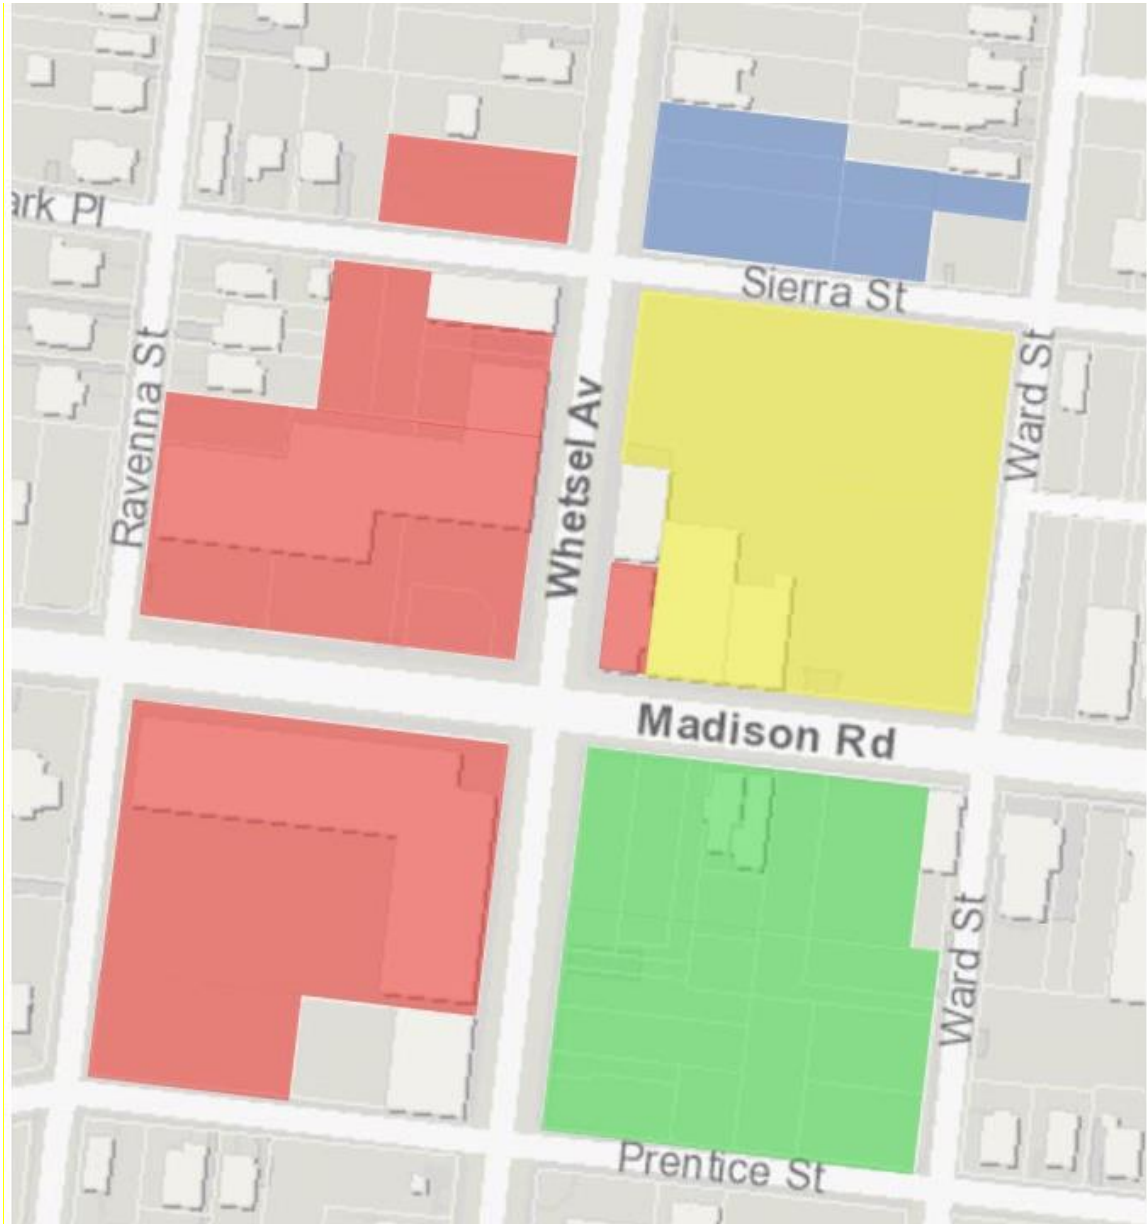 ark Pl
Sierra St
Ravenna St
Whetsel Av
Ward St
Madison Rd
Ward St
Prentice St